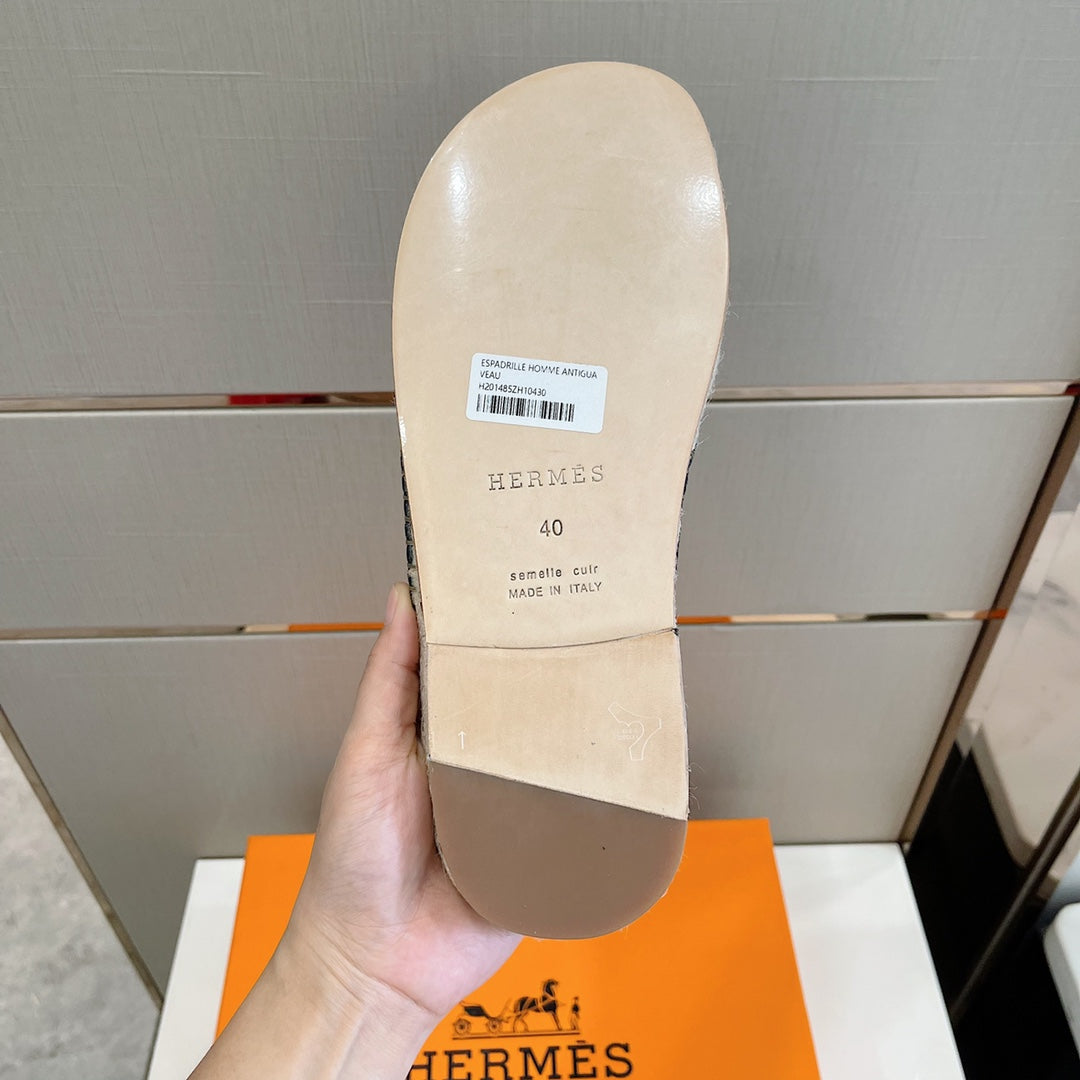 ESPADRILLE HOMME ANTIGUA
VEAU
H201485ZH10430
HERMÈS
40
semelle cuir
MADE IN ITALY
HERMÈS